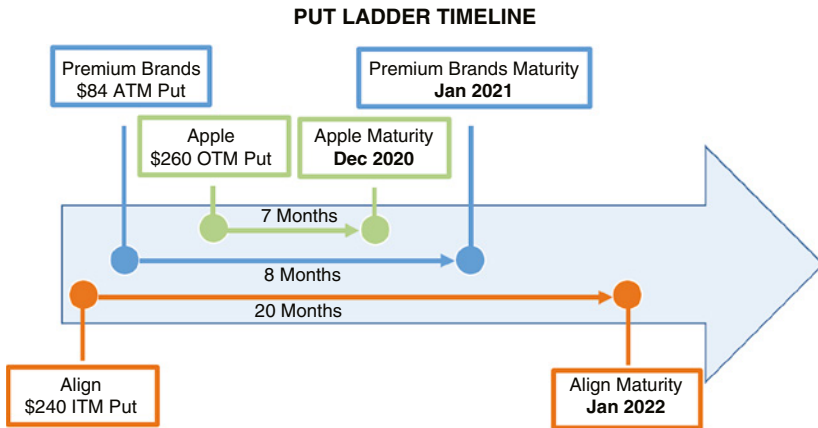 PUT LADDER TIMELINE
Premium Brands
$84 ATM Put
Premium Brands Maturity
Jan 2021
Apple
$260 OTM Put
Apple Maturity
Dec 2020
7 Months
8 Months
20 Months
Align
$240 ITM Put
Align Maturity
Jan 2022